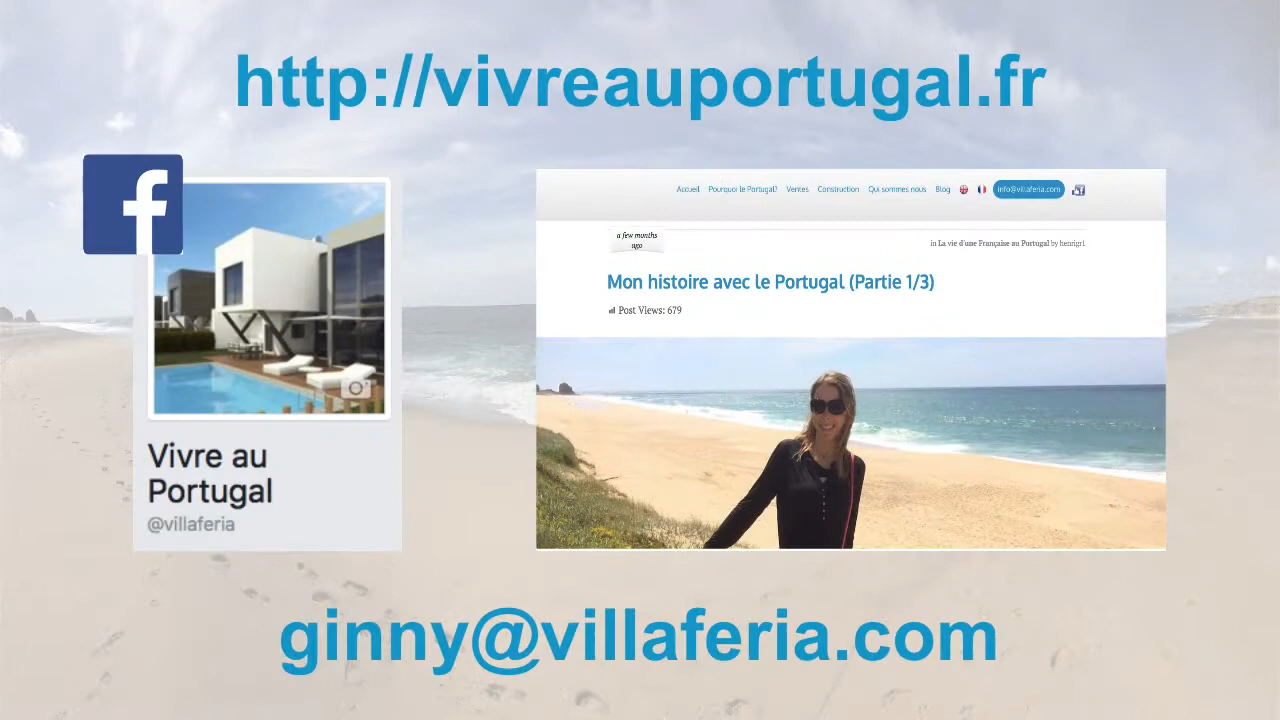 http://vivreauportugal.fr
f
Vivre au
Portugal
@villaferia
Accueil Pourquoi le Portugal? Ventes Construction Qui sommes nous Blog info@villaferia.com
a few months
ago
in La vie d'une Française au Portugal by henrigrl
Mon histoire avec le Portugal (Partie 1/3)
Post Views: 679
ginny@villaferia.com